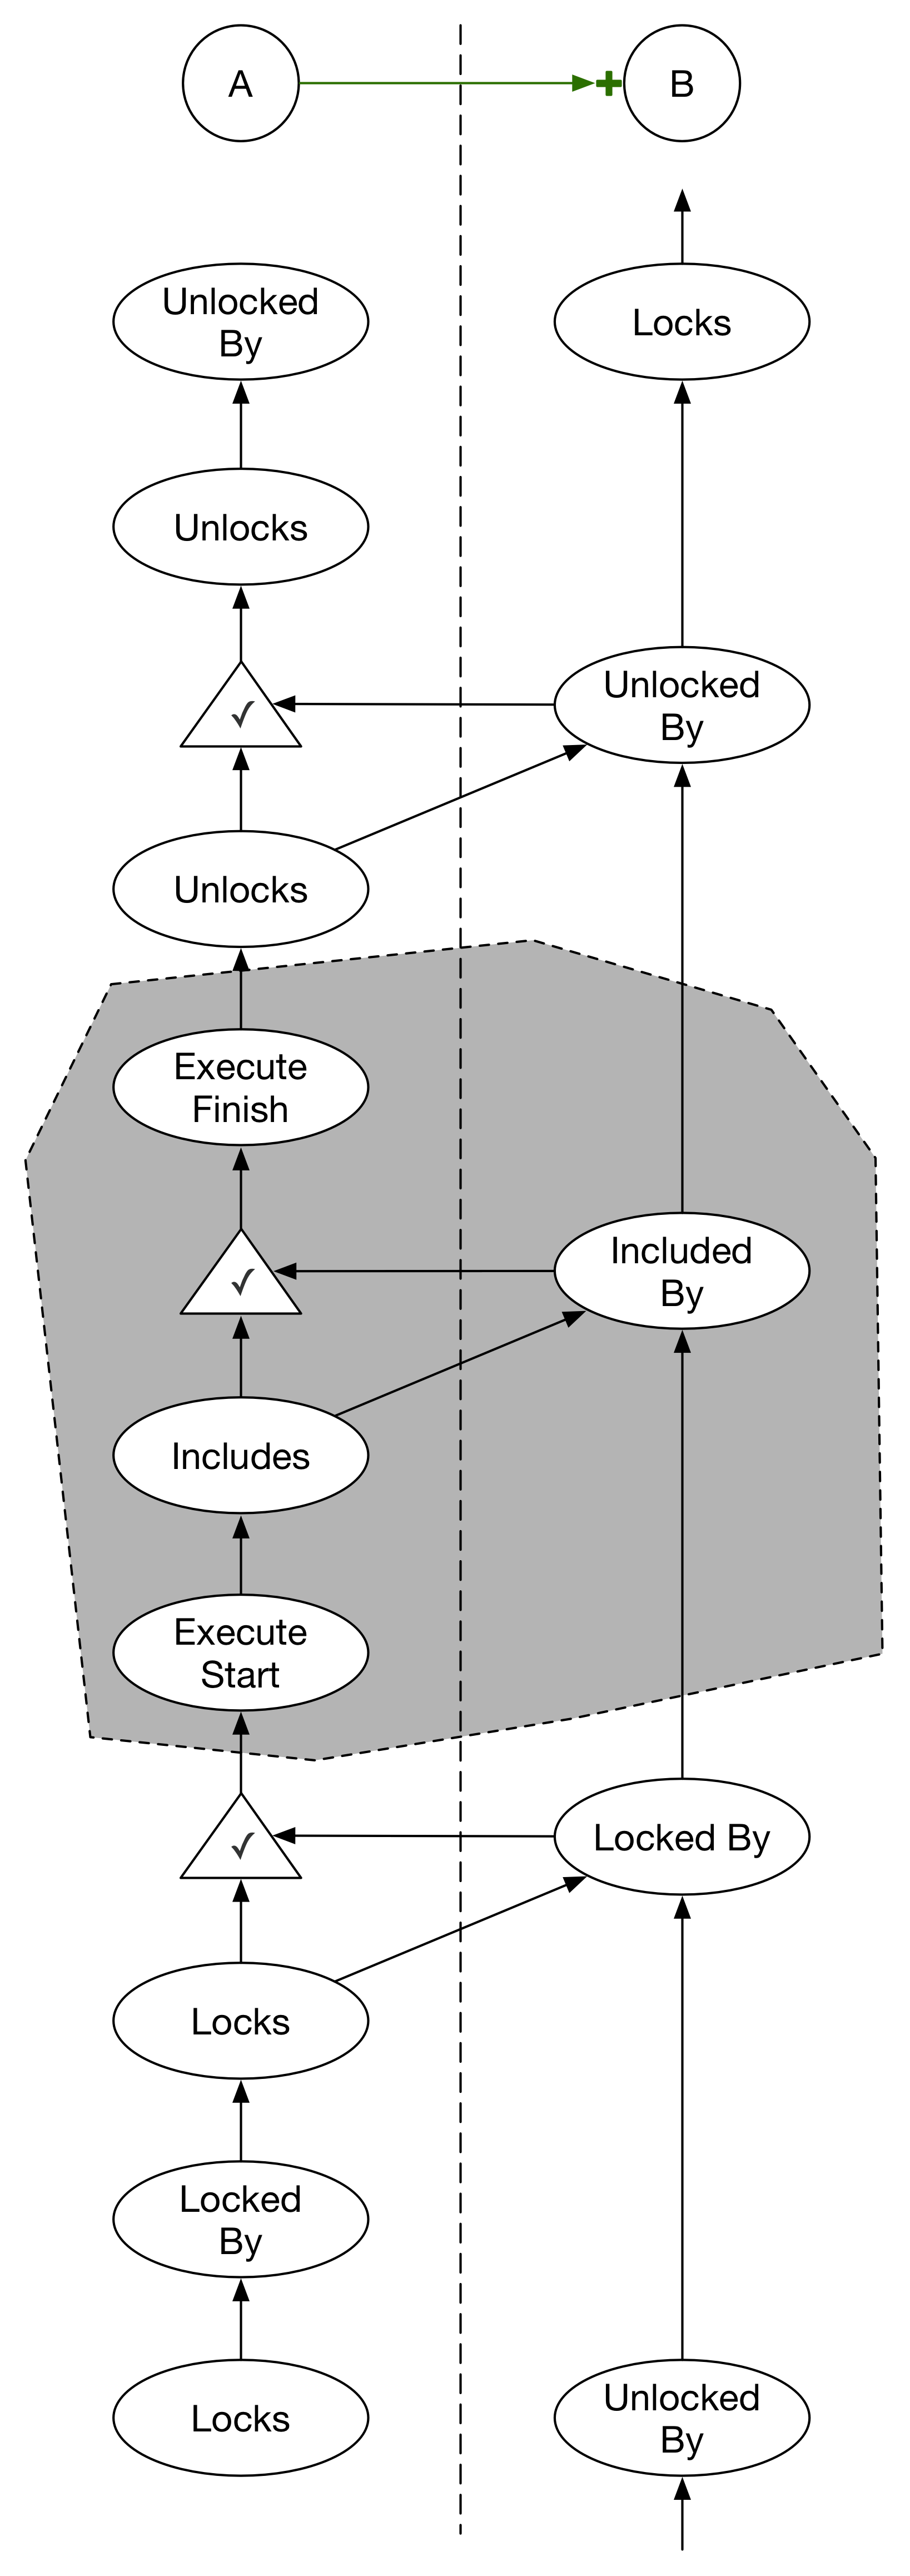 A
B
Unlocked
By
Locks
Unlocks
✓
Unlocked
By
Unlocks
Execute
Finish
✓
Included
By
Includes
Execute
Start
✓
Locked By
Locks
Locked
By
Locks
Unlocked
By